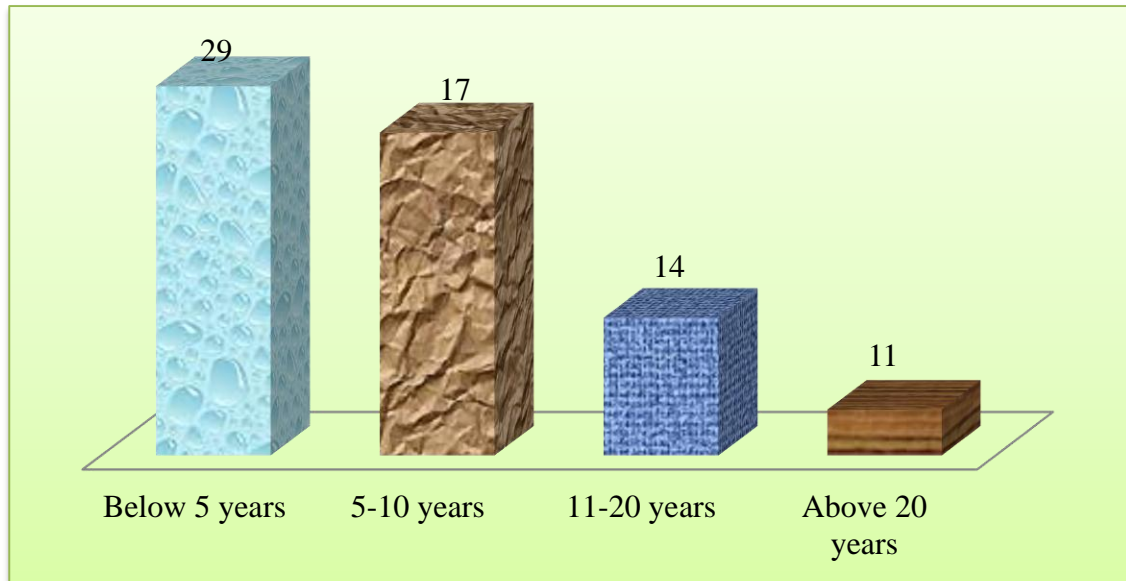 29
17
14
11
Below 5 years
5-10 years
11-20 years
Above 20
years